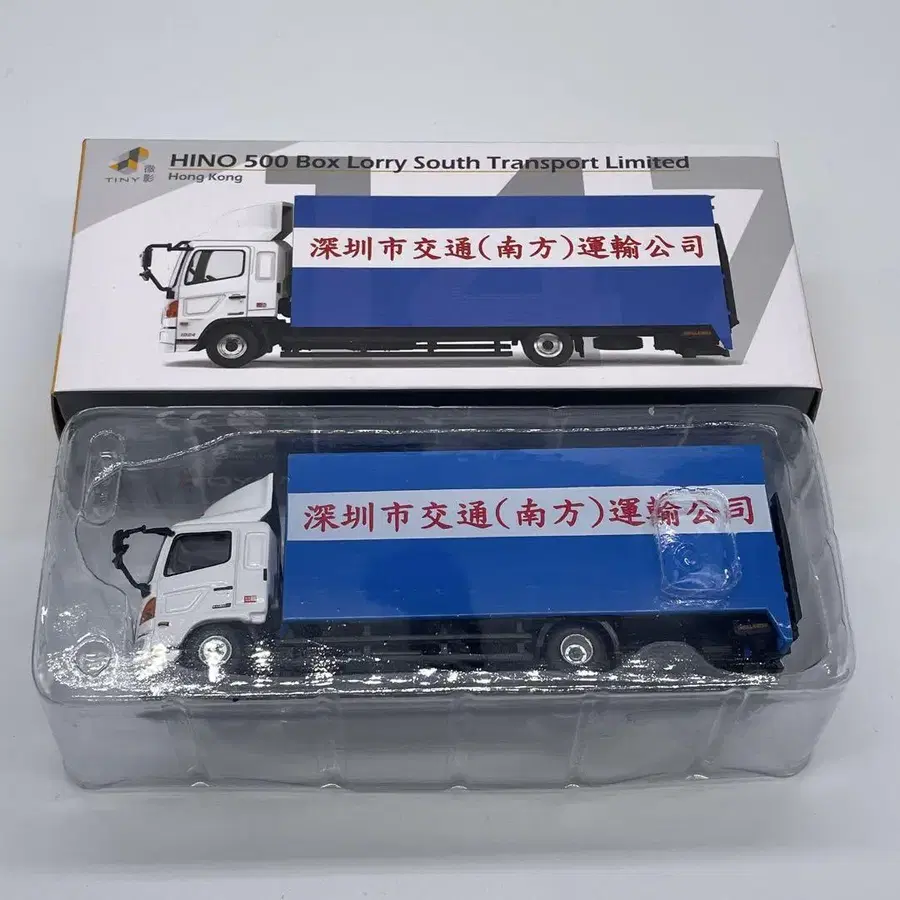 TINY 微影
HINO 500 Box Lorry South Transport Limited
Hong Kong
147
深圳市交通(南方)運輸公司
深圳市交通(南方)運輸公司